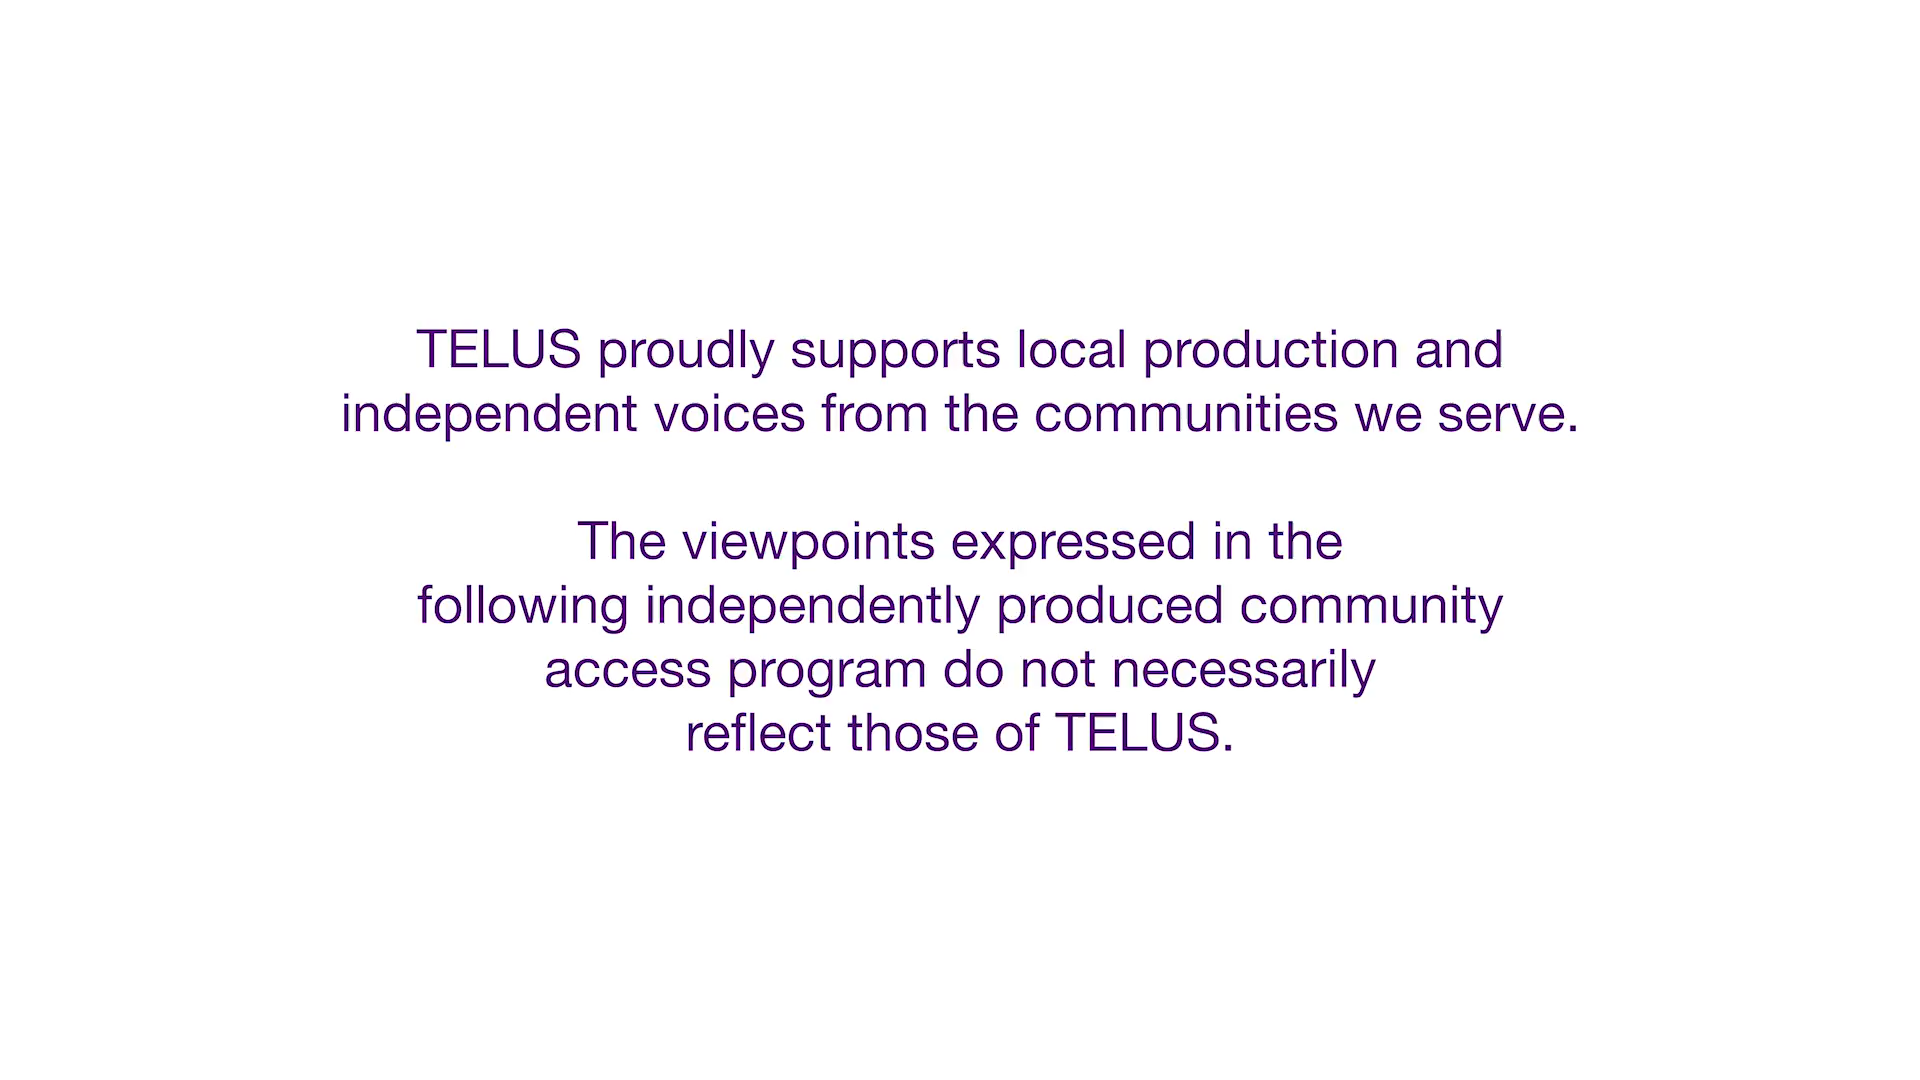 TELUS proudly supports local production and
independent voices from the communities we serve.
The viewpoints expressed in the
following independently produced community
access program do not necessarily
reflect those of TELUS.